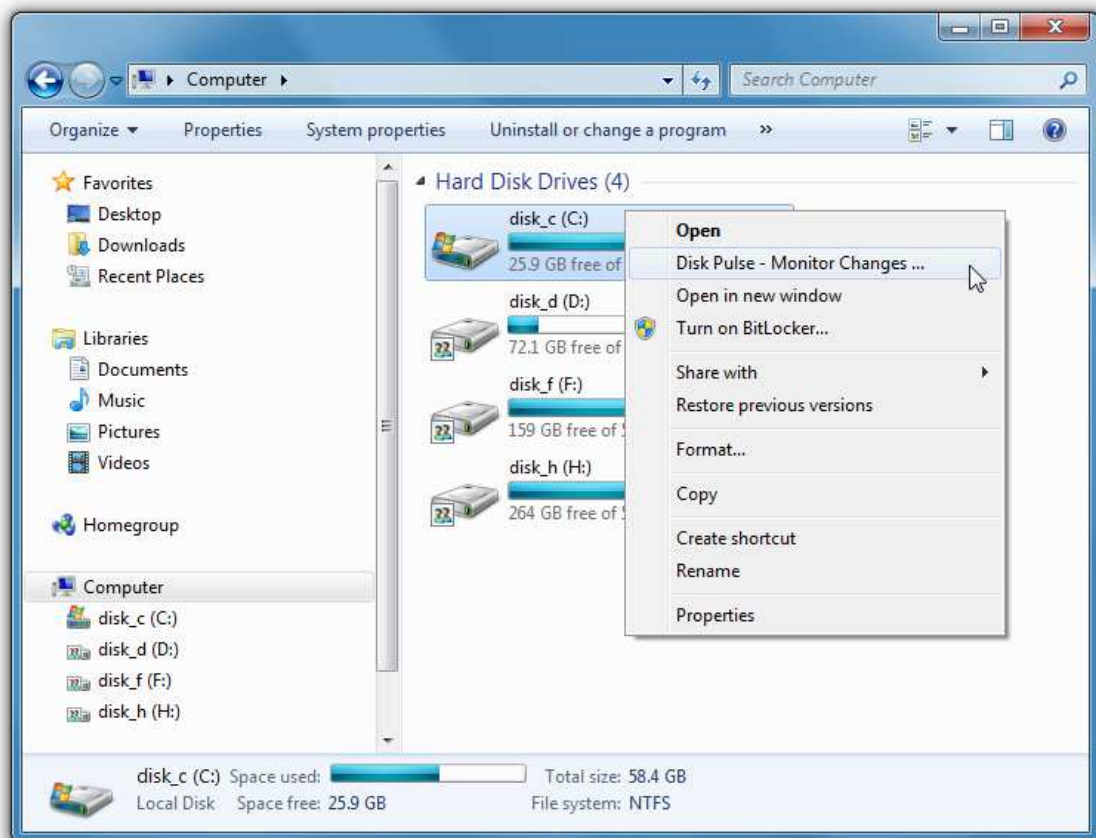 Computer
Search Computer
Organize
Properties
System properties
Uninstall or change a program
»
Favorites
Desktop
Downloads
Recent Places
Libraries
Documents
Music
Pictures
Videos
Homegroup
Computer
disk_c (C:)
disk_d (D:)
disk_f (F:)
disk_h (H:)
Hard Disk Drives (4)
disk_c (C:)
25.9 GB free of
disk_d (D:)
72.1 GB free of
disk_f (F:)
159 GB free of
disk_h (H:)
264 GB free of
Open
Disk Pulse - Monitor Changes ...
Open in new window
Turn on BitLocker...
Share with
Restore previous versions
Format...
Copy
Create shortcut
Rename
Properties
disk_c (C:) Space used: Total size: 58.4 GB
Local Disk Space free: 25.9 GB File system: NTFS